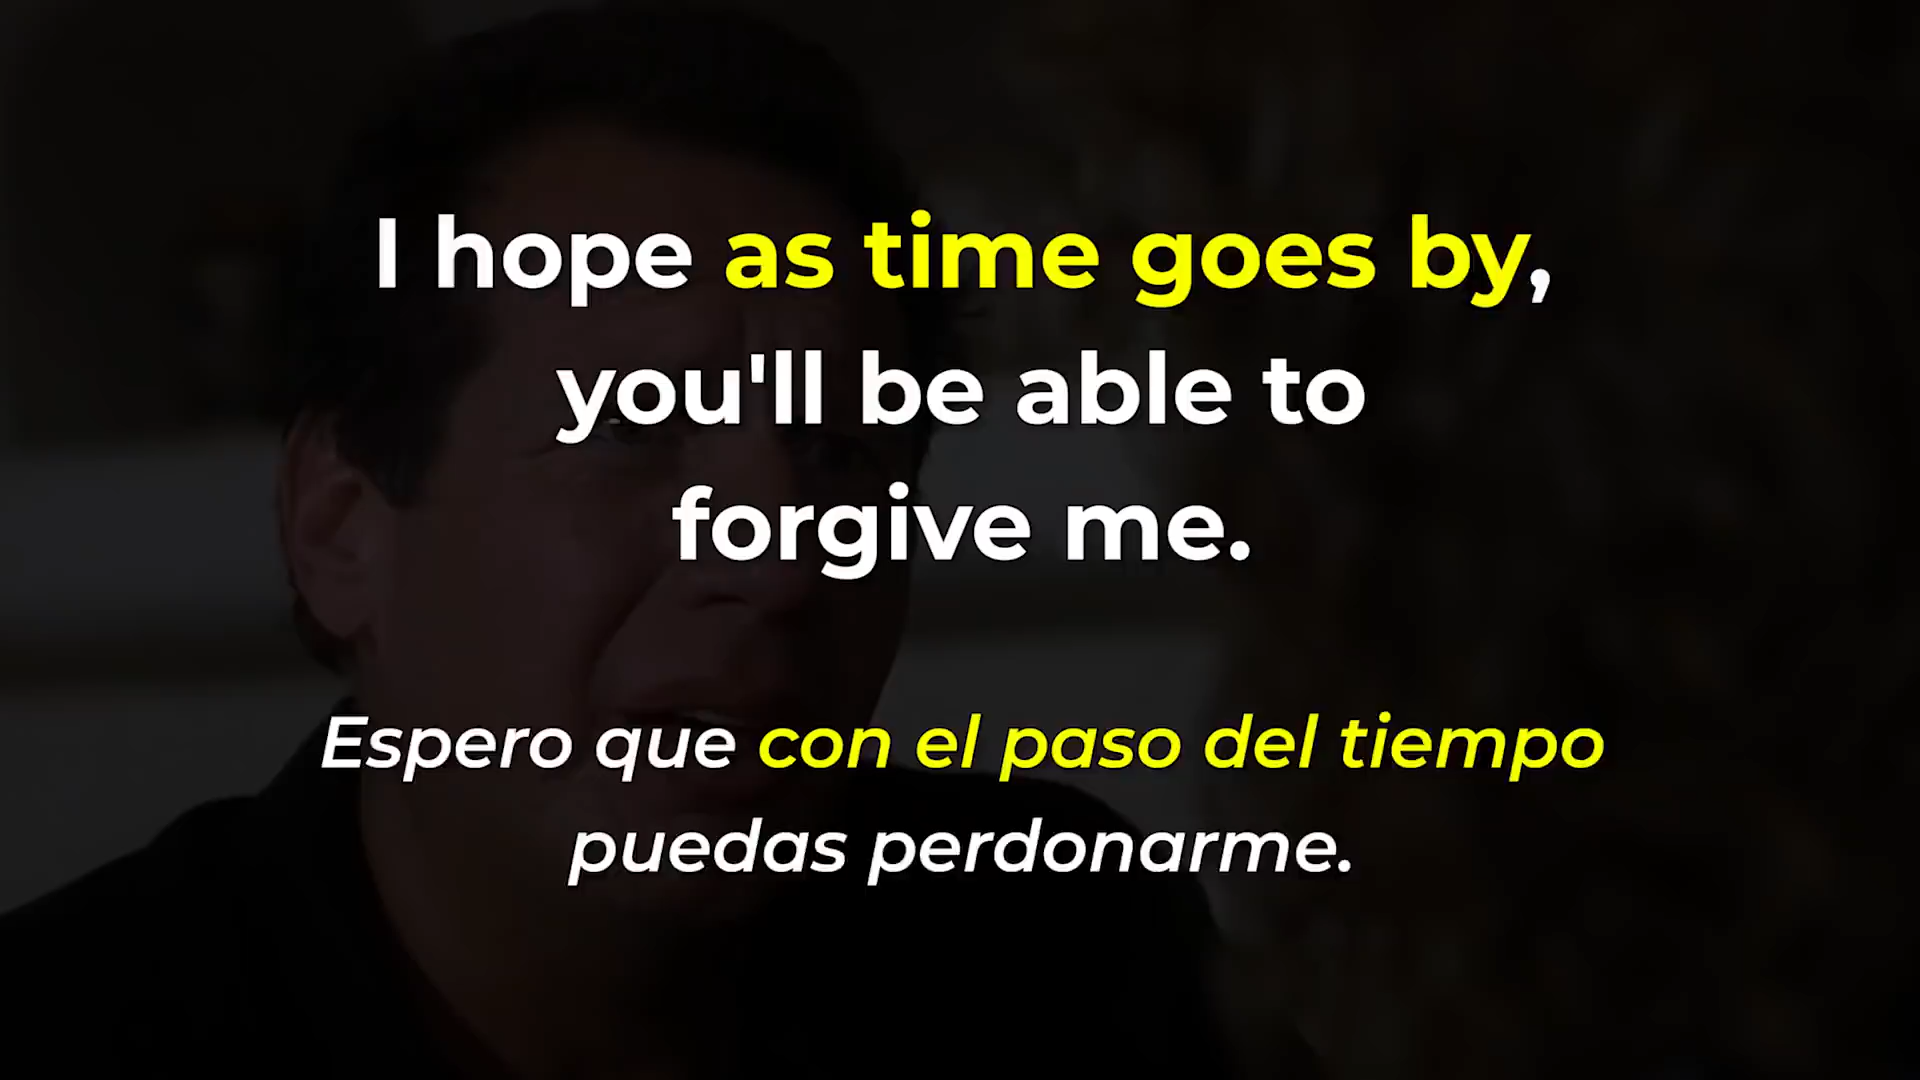 I hope as time goes by,
you'll be able to
forgive me.
Espero que con el paso del tiempo
puedas perdonarme.